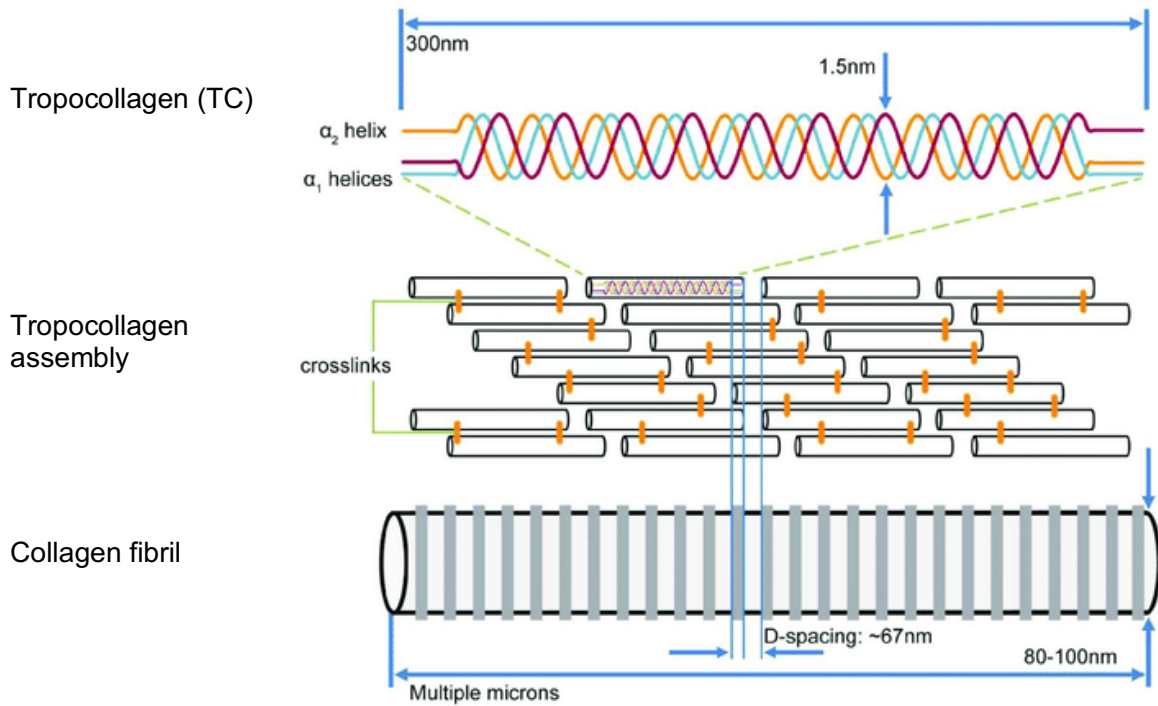 300nm
1.5nm
Tropocollagen (TC)
α₂ helix
α₁ helices
Tropocollagen
assembly
crosslinks
Collagen fibril
D-spacing: ~67nm
80-100nm
Multiple microns